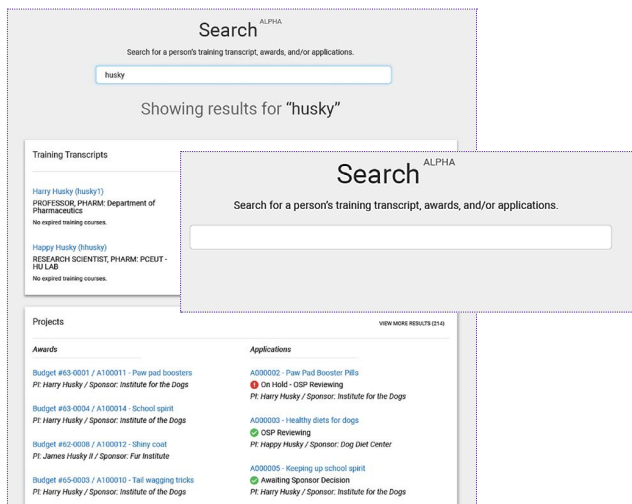 Search ALPHA
Search for a person's training transcript, awards, and/or applications.
husky
Showing results for “husky”
Training Transcripts
Harry Husky (husky1)
PROFESSOR, PHARM: Department of
Pharmaceutics
No expired training courses.
Happy Husky (hhusky)
RESEARCH SCIENTIST, PHARM: PCEUT -
HU LAB
No expired training courses.
Search ALPHA
Search for a person's training transcript, awards, and/or applications.
Projects
VIEW MORE RESULTS (214)
Awards
Budget #63-0001 / A100011 - Paw pad boosters
PI: Harry Husky / Sponsor: Institute for the Dogs
Budget #63-0004 / A100014 - School spirit
PI: Harry Husky / Sponsor: Institute of the Dogs
Budget #62-0008 / A100012 - Shiny coat
PI: James Husky II / Sponsor: Fur Institute
Budget #65-0003 / A100010 - Tail wagging tricks
PI: Harry Husky / Sponsor: Institute of the Dogs
Applications
A000002 - Paw Pad Booster Pills
On Hold - OSP Reviewing
PI: Harry Husky / Sponsor: Institute for the Dogs
A000003 - Healthy diets for dogs
OSP Reviewing
PI: Happy Husky / Sponsor: Dog Diet Center
A000005 - Keeping up school spirit
Awaiting Sponsor Decision
PI: Harry Husky / Sponsor: Institute for the Dogs